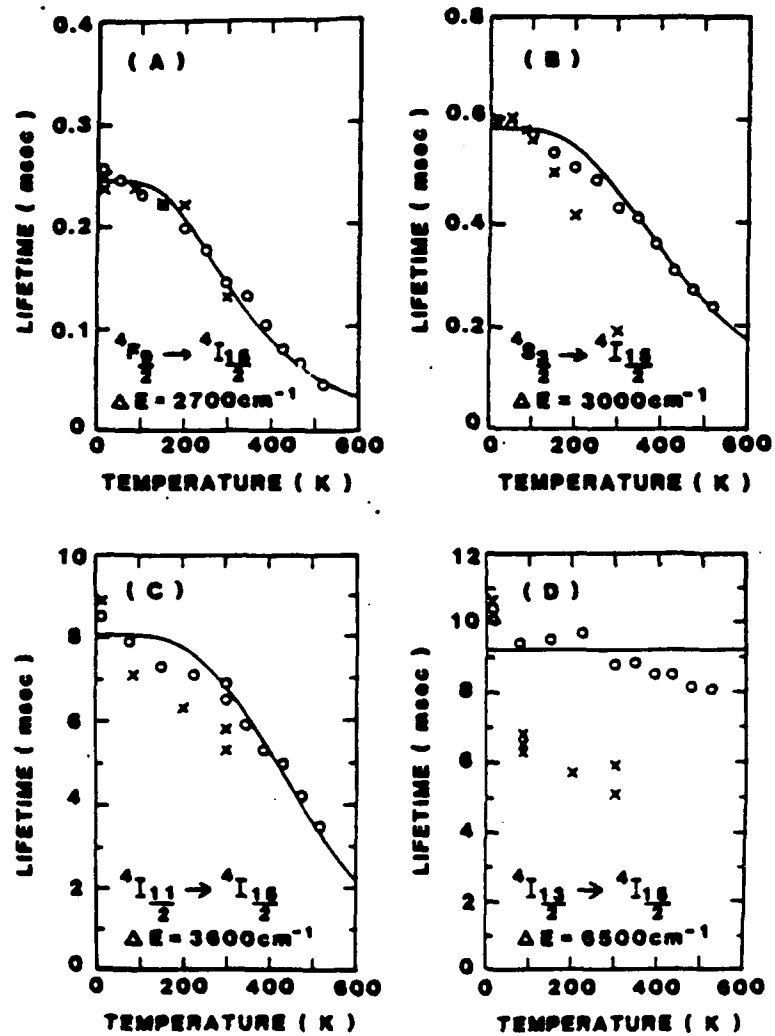 0.4
0.3
0.2
0.1
0
LIFETIME ( msec )
( A )
⁴F9/2 → ⁴I15/2
ΔE = 2700cm⁻¹
0 200 400 600
TEMPERATURE ( K )
0.8
0.6
0.4
0.2
0
LIFETIME ( msec )
( B )
⁴S3/2 → ⁴I15/2
ΔE = 3000cm⁻¹
0 200 400 600
TEMPERATURE ( K )
10
8
6
4
2
0
LIFETIME ( msec )
( C )
⁴I11/2 → ⁴I15/2
ΔE = 3600cm⁻¹
0 200 400 600
TEMPERATURE ( K )
12
10
8
6
4
2
0
LIFETIME ( msec )
( D )
⁴I13/2 → ⁴I15/2
ΔE = 6500cm⁻¹
0 200 400 600
TEMPERATURE ( K )